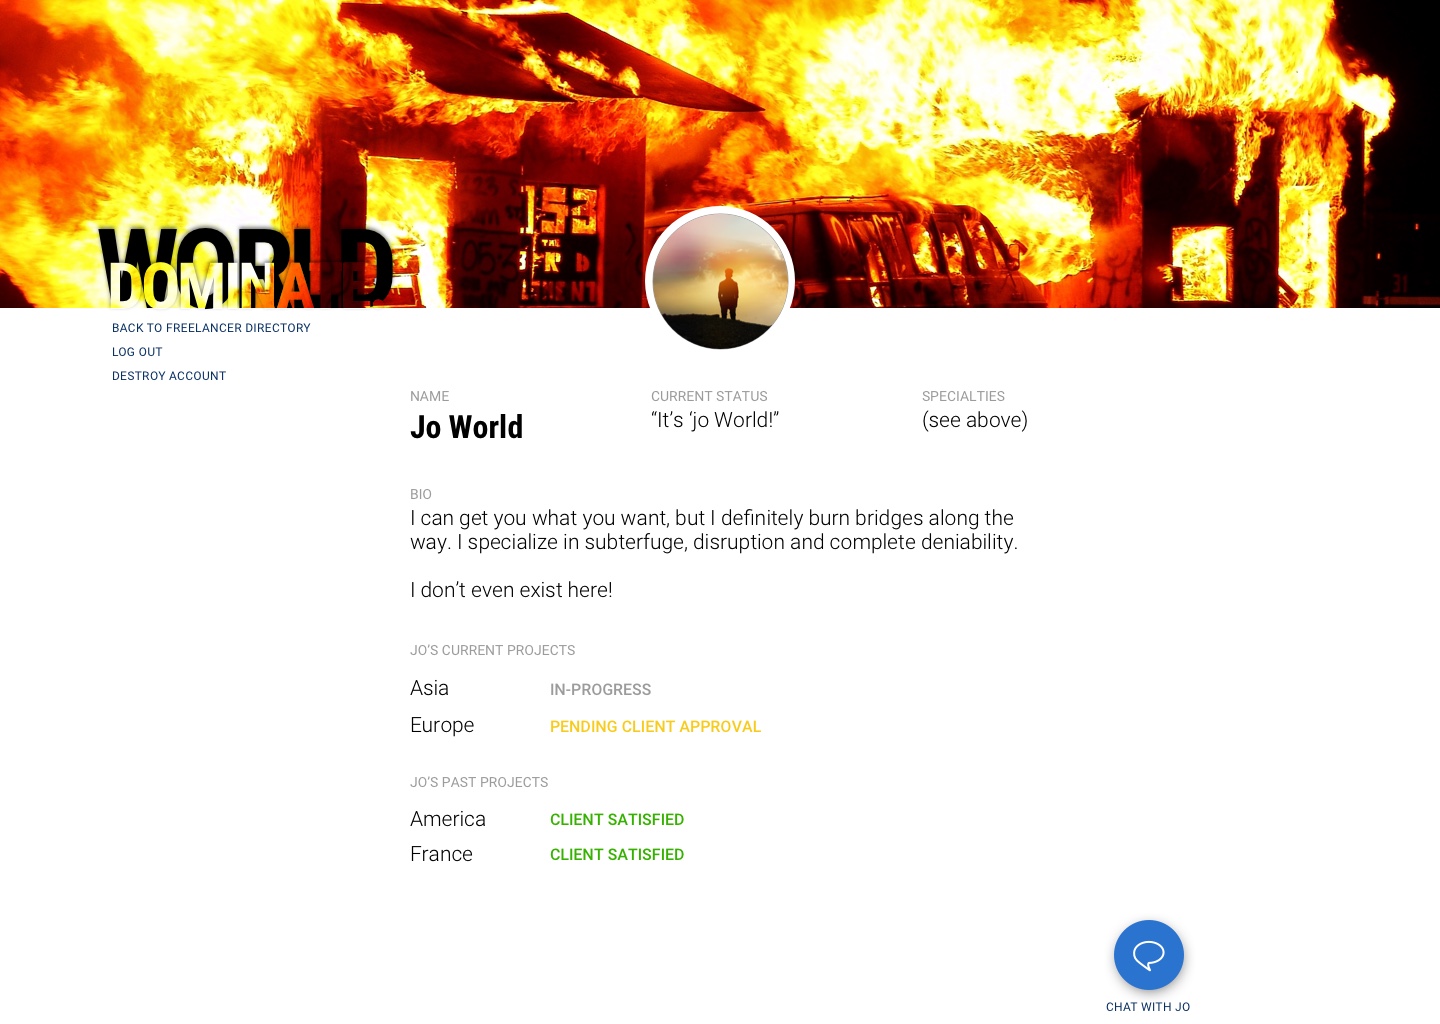 WORLD
DOMINATE
BACK TO FREELANCER DIRECTORY
LOG OUT
DESTROY ACCOUNT
NAME
Jo World
CURRENT STATUS
“It’s ‘jo World!”
SPECIALTIES
(see above)
BIO
I can get you what you want, but I definitely burn bridges along the
way. I specialize in subterfuge, disruption and complete deniability.
I don’t even exist here!
JO’S CURRENT PROJECTS
Asia IN-PROGRESS
Europe PENDING CLIENT APPROVAL
JO’S PAST PROJECTS
America CLIENT SATISFIED
France CLIENT SATISFIED
CHAT WITH JO